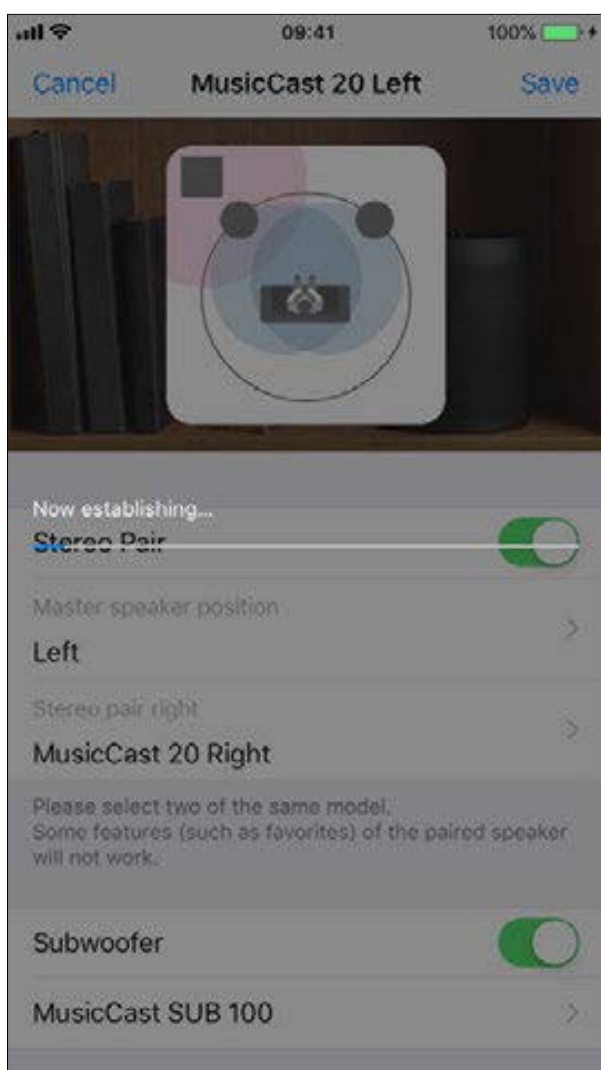 09:41
100%
Cancel
MusicCast 20 Left
Save
Now establishing...
Stereo Pair
Master speaker position
Left
Stereo pair right
MusicCast 20 Right
Please select two of the same model.
Some features (such as favorites) of the paired speaker
will not work.
Subwoofer
MusicCast SUB 100